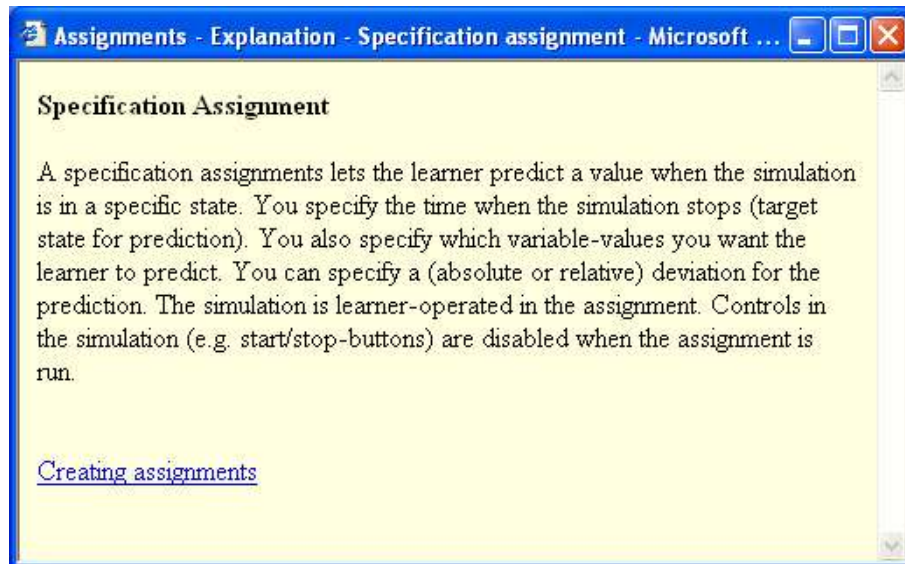 Assignments - Explanation - Specification assignment - Microsoft ...
Specification Assignment
A specification assignments lets the learner predict a value when the simulation
is in a specific state. You specify the time when the simulation stops (target
state for prediction). You also specify which variable-values you want the
learner to predict. You can specify a (absolute or relative) deviation for the
prediction. The simulation is learner-operated in the assignment. Controls in
the simulation (e.g. start/stop-buttons) are disabled when the assignment is
run.
Creating assignments